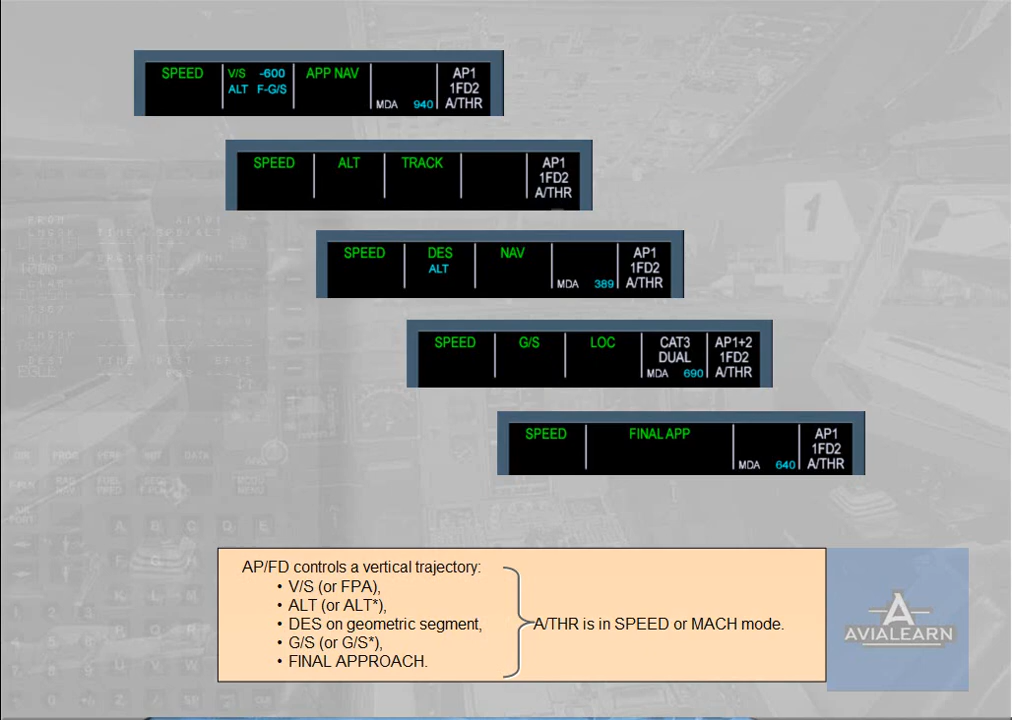 SPEED V/S -600 APP NAV AP1
ALT F-G/S 1FD2
MDA 940 A/THR
SPEED ALT TRACK AP1
1FD2
A/THR
SPEED DES NAV AP1
ALT 1FD2
MDA 389 A/THR
SPEED G/S LOC CAT3 AP1+2
DUAL 1FD2
MDA 690 A/THR
SPEED FINAL APP AP1
1FD2
MDA 640 A/THR
1
AP/FD controls a vertical trajectory:
• V/S (or FPA),
• ALT (or ALT*),
• DES on geometric segment,
• G/S (or G/S*),
• FINAL APPROACH.
A/THR is in SPEED or MACH mode.
A
AVIALEARN